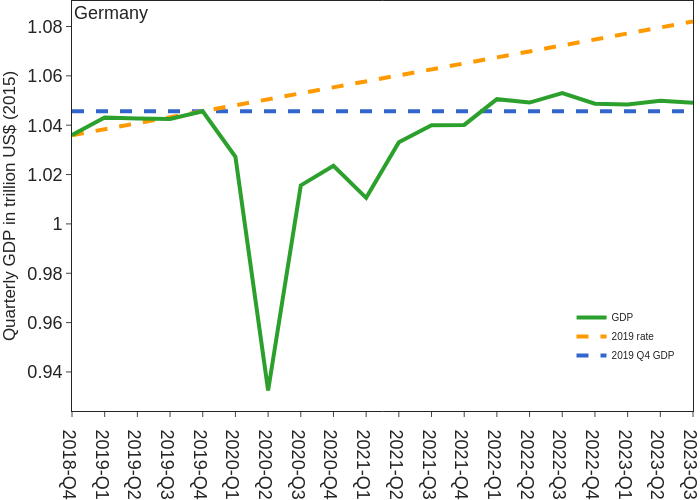 Germany
Quarterly GDP in trillion US$ (2015)
1.08
1.06
1.04
1.02
1
0.98
0.96
0.94
GDP
2019 rate
2019 Q4 GDP
2018-Q4
2019-Q1
2019-Q2
2019-Q3
2019-Q4
2020-Q1
2020-Q2
2020-Q3
2020-Q4
2021-Q1
2021-Q2
2021-Q3
2021-Q4
2022-Q1
2022-Q2
2022-Q3
2022-Q4
2023-Q1
2023-Q2
2023-Q3